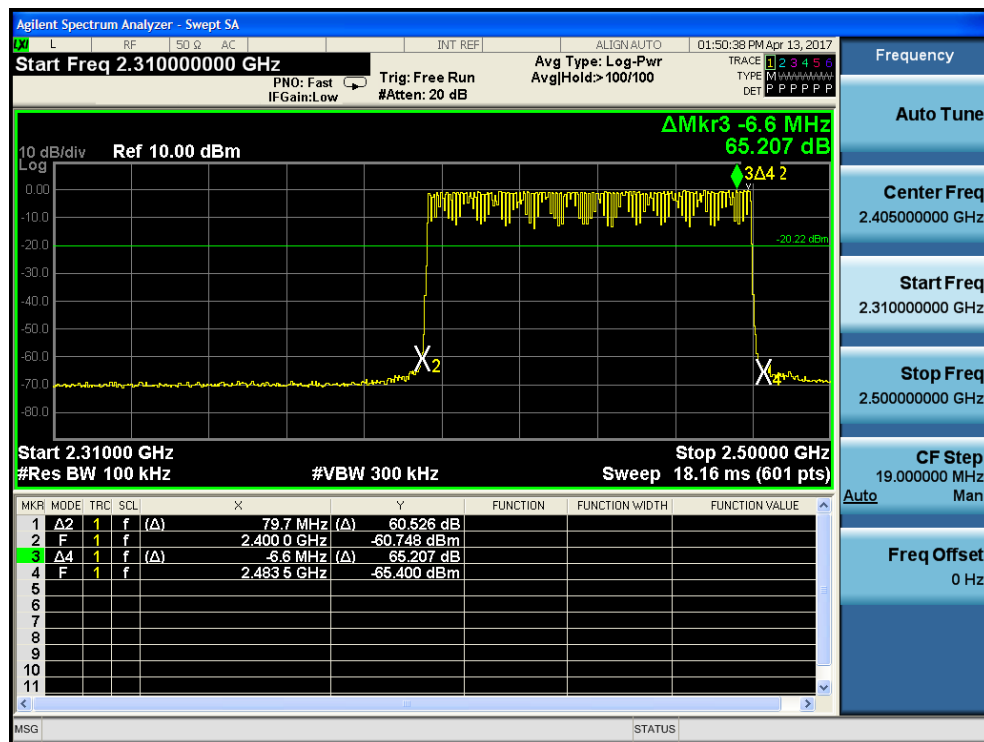 Agilent Spectrum Analyzer - Swept SA
LXI L RF 50 Ω AC INT REF ALIGN AUTO 01:50:38 PM Apr 13, 2017
Start Freq 2.310000000 GHz
PNO: Fast
IFGain:Low
Trig: Free Run
#Atten: 20 dB
Avg Type: Log-Pwr
Avg|Hold:>100/100
TRACE 1 2 3 4 5 6
TYPE M
DET P P P P P P
ΔMkr3 -6.6 MHz
65.207 dB
10 dB/div Ref 10.00 dBm
Log
3Δ4 2
0.00
-10.0
-20.0
-20.22 dBm
-30.0
-40.0
-50.0
-60.0
2
-70.0
4
-80.0
Start 2.31000 GHz Stop 2.50000 GHz
#Res BW 100 kHz #VBW 300 kHz Sweep 18.16 ms (601 pts)
MKR MODE TRC SCL X Y FUNCTION FUNCTION WIDTH FUNCTION VALUE
1 Δ2 1 f (Δ) 79.7 MHz (Δ) 60.526 dB
2 F 1 f 2.400 0 GHz -60.748 dBm
3 Δ4 1 f (Δ) -6.6 MHz (Δ) 65.207 dB
4 F 1 f 2.483 5 GHz -65.400 dBm
5
6
7
8
9
10
11
MSG STATUS
Frequency
Auto Tune
Center Freq
2.405000000 GHz
Start Freq
2.310000000 GHz
Stop Freq
2.500000000 GHz
CF Step
19.000000 MHz
Auto Man
Freq Offset
0 Hz